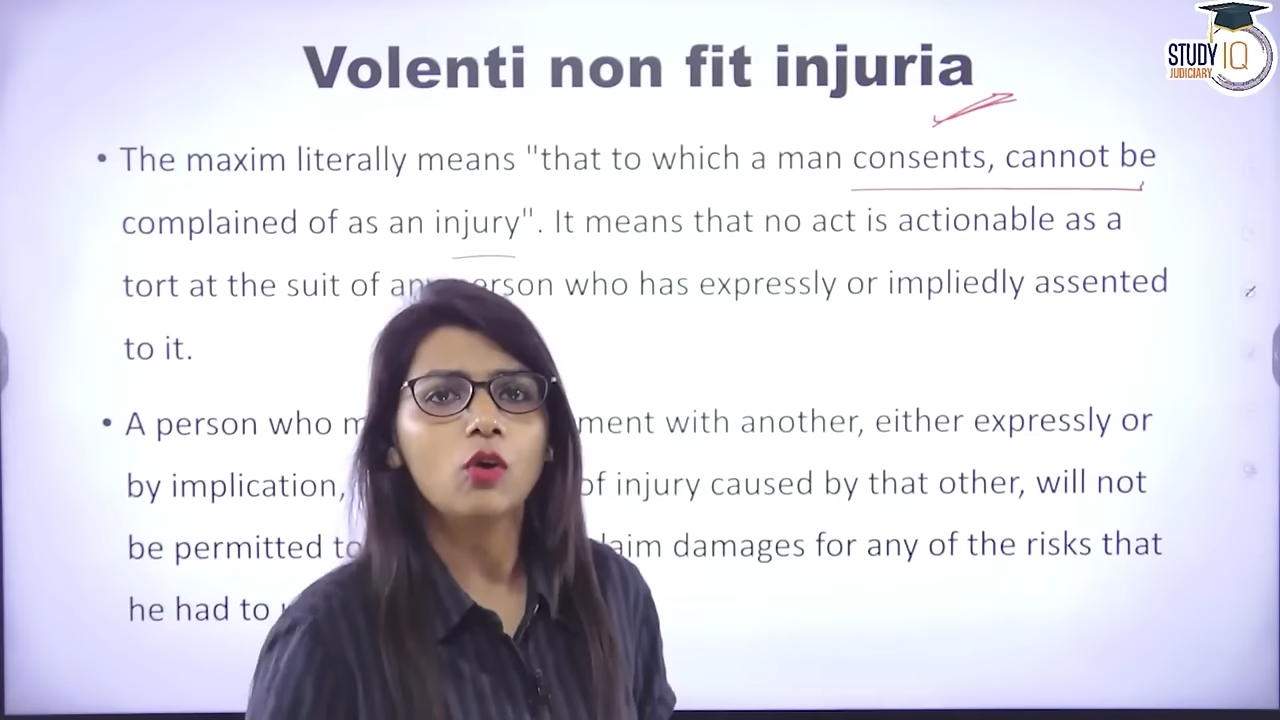 Volenti non fit injuria
STUDY IQ
JUDICIARY
• The maxim literally means "that to which a man consents, cannot be
complained of as an injury". It means that no act is actionable as a
tort at the suit of any person who has expressly or impliedly assented
to it.
• A person who with another, either expressly or
by implication, of injury caused by that other, will not
be permitted to damages for any of the risks that
he had to